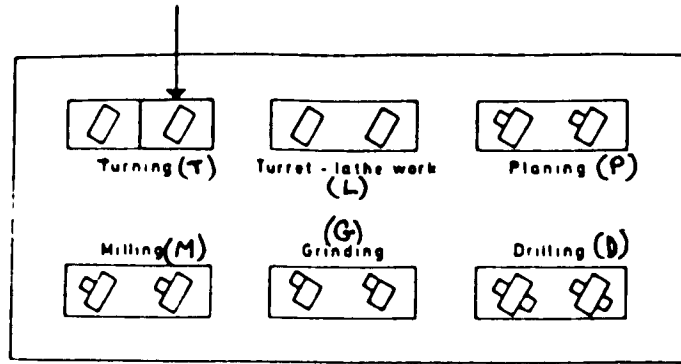 Turning (T)
Turret - lathe work
(L)
Planing (P)
Milling (M)
(G)
Grinding
Drilling (D)